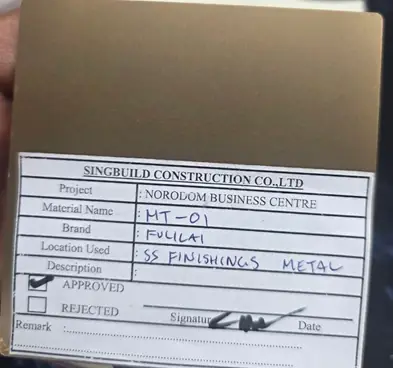 SINGBUILD CONSTRUCTION CO.,LTD
Project : NORODOM BUSINESS CENTRE
Material Name : MT-01
Brand : FULILAI
Location Used : SS FINISHINGS METAL
Description :
APPROVED
REJECTED
Signature Date
Remark :